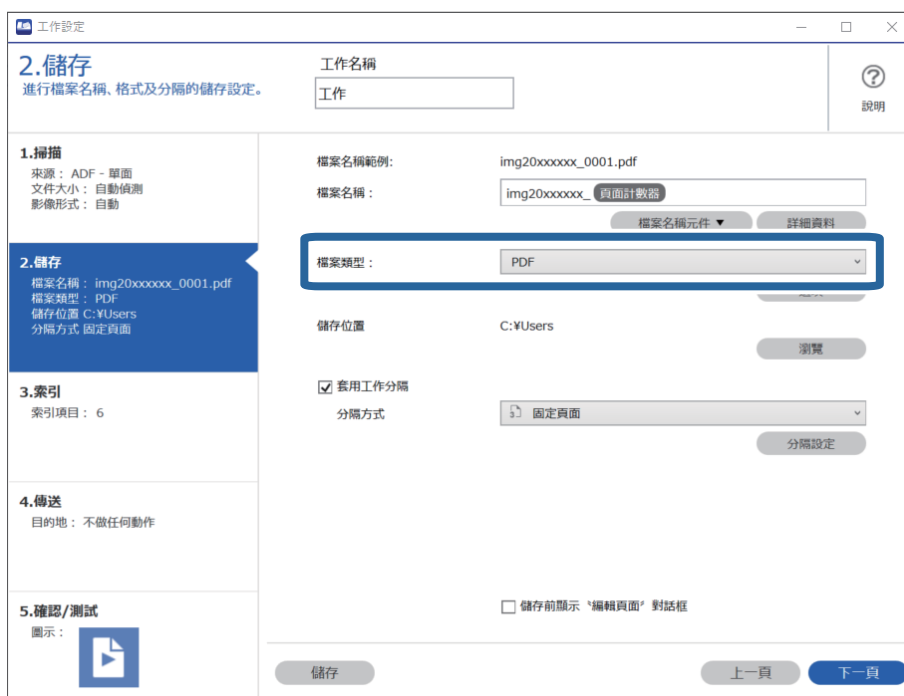 工作設定
2.儲存
進行檔案名稱、格式及分隔的儲存設定。
工作名稱
工作
說明
1.掃描
來源： ADF - 單面
文件大小： 自動偵測
影像形式： 自動
2.儲存
檔案名稱： img20xxxxxx_0001.pdf
檔案類型： PDF
儲存位置 C:¥Users
分隔方式 固定頁面
3.索引
索引項目： 6
4.傳送
目的地： 不做任何動作
5.確認/測試
圖示：
檔案名稱範例: img20xxxxxx_0001.pdf
檔案名稱： img20xxxxxx_ 頁面計數器
檔案名稱元件▼ 詳細資料
檔案類型： PDF
儲存位置 C:¥Users
瀏覽
套用工作分隔
分隔方式 3 固定頁面
分隔設定
儲存前顯示〝編輯頁面〞對話框
儲存 上一頁 下一頁